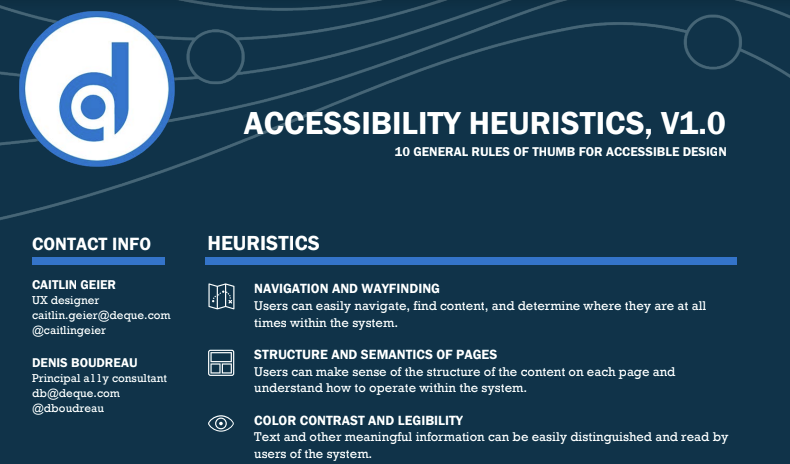 ACCESSIBILITY HEURISTICS, V1.0
10 GENERAL RULES OF THUMB FOR ACCESSIBLE DESIGN
CONTACT INFO
CAITLIN GEIER
UX designer
caitlin.geier@deque.com
@caitlingeier
DENIS BOUDREAU
Principal a11y consultant
db@deque.com
@dboudreau
HEURISTICS
NAVIGATION AND WAYFINDING
Users can easily navigate, find content, and determine where they are at all
times within the system.
STRUCTURE AND SEMANTICS OF PAGES
Users can make sense of the structure of the content on each page and
understand how to operate within the system.
COLOR CONTRAST AND LEGIBILITY
Text and other meaningful information can be easily distinguished and read by
users of the system.